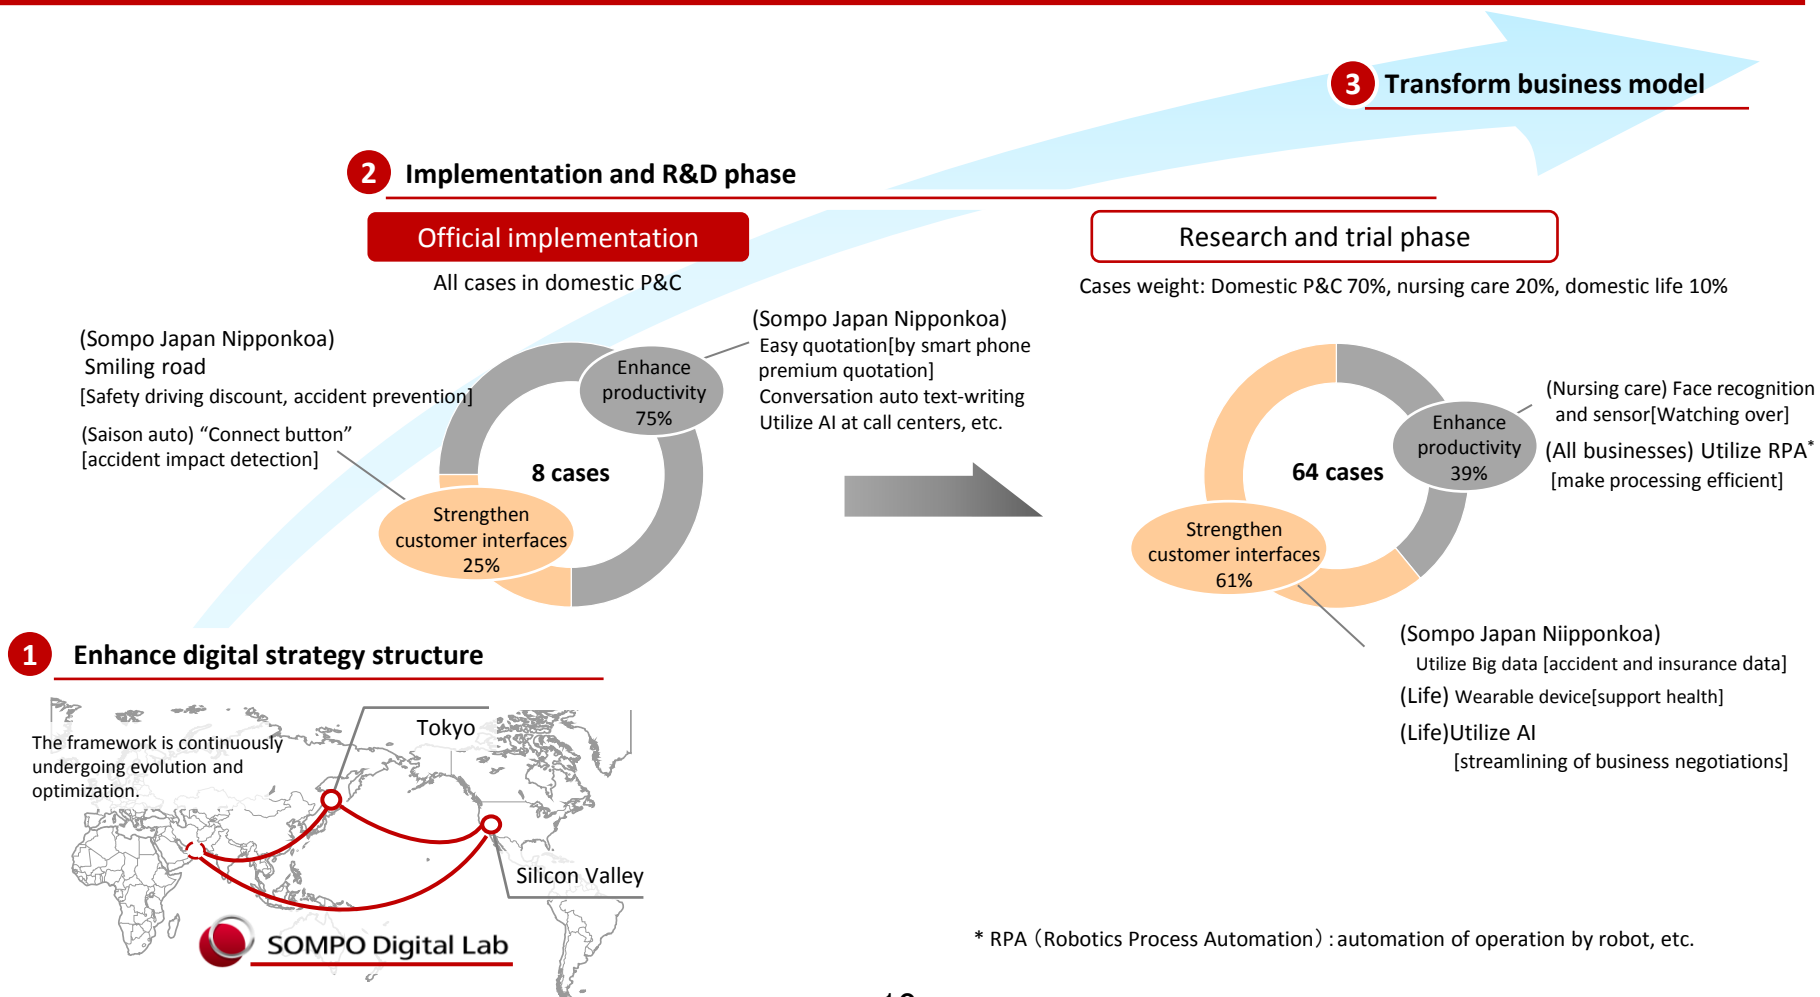 3 Transform business model
2 Implementation and R&D phase
Official implementation
All cases in domestic P&C
(Sompo Japan Nipponkoa)
Smiling road
[Safety driving discount, accident prevention]
(Saison auto) “Connect button”
[accident impact detection]
Enhance
productivity
75%
8 cases
Strengthen
customer interfaces
25%
(Sompo Japan Nipponkoa)
Easy quotation[by smart phone
premium quotation]
Conversation auto text-writing
Utilize AI at call centers, etc.
Research and trial phase
Cases weight: Domestic P&C 70%, nursing care 20%, domestic life 10%
Enhance
productivity
39%
64 cases
Strengthen
customer interfaces
61%
(Nursing care) Face recognition
and sensor[Watching over]
(All businesses) Utilize RPA*
[make processing efficient]
(Sompo Japan Niipponkoa)
Utilize Big data [accident and insurance data]
(Life) Wearable device[support health]
(Life)Utilize AI
[streamlining of business negotiations]
1 Enhance digital strategy structure
The framework is continuously
undergoing evolution and
optimization.
Tokyo
Silicon Valley
SOMPO Digital Lab
* RPA（Robotics Process Automation）: automation of operation by robot, etc.